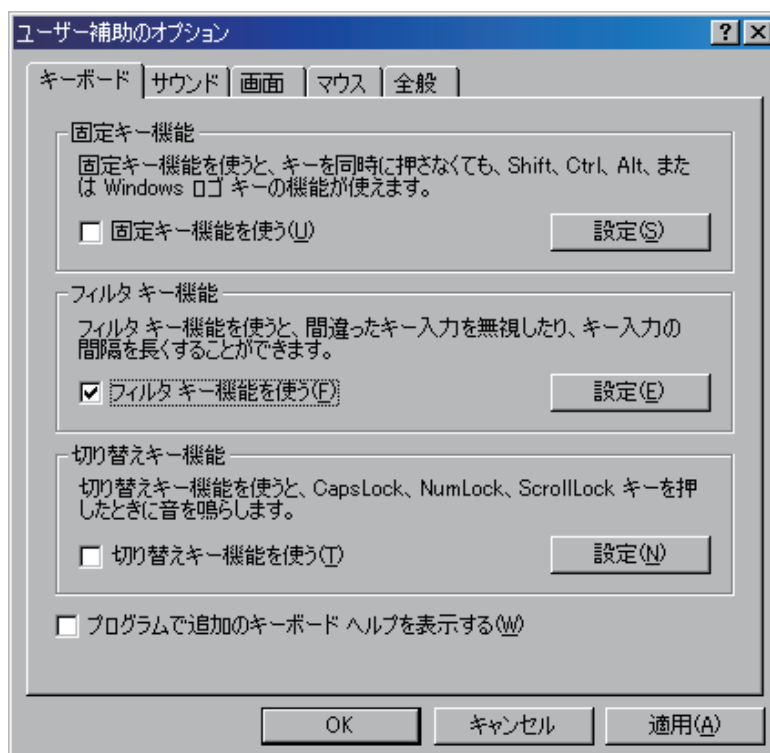 ユーザー補助のオプション
キーボード サウンド 画面 マウス 全般
固定キー機能
固定キー機能を使うと、キーを同時に押さなくても、Shift、Ctrl、Alt、また
は Windows ロゴ キーの機能が使えます。
固定キー機能を使う(U) 設定(S)
フィルタ キー機能
フィルタ キー機能を使うと、間違ったキー入力を無視したり、キー入力の
間隔を長くすることができます。
フィルタ キー機能を使う(F) 設定(E)
切り替えキー機能
切り替えキー機能を使うと、CapsLock、NumLock、ScrollLock キーを押
したときに音を鳴らします。
切り替えキー機能を使う(T) 設定(N)
プログラムで追加のキーボード ヘルプを表示する(W)
OK キャンセル 適用(A)